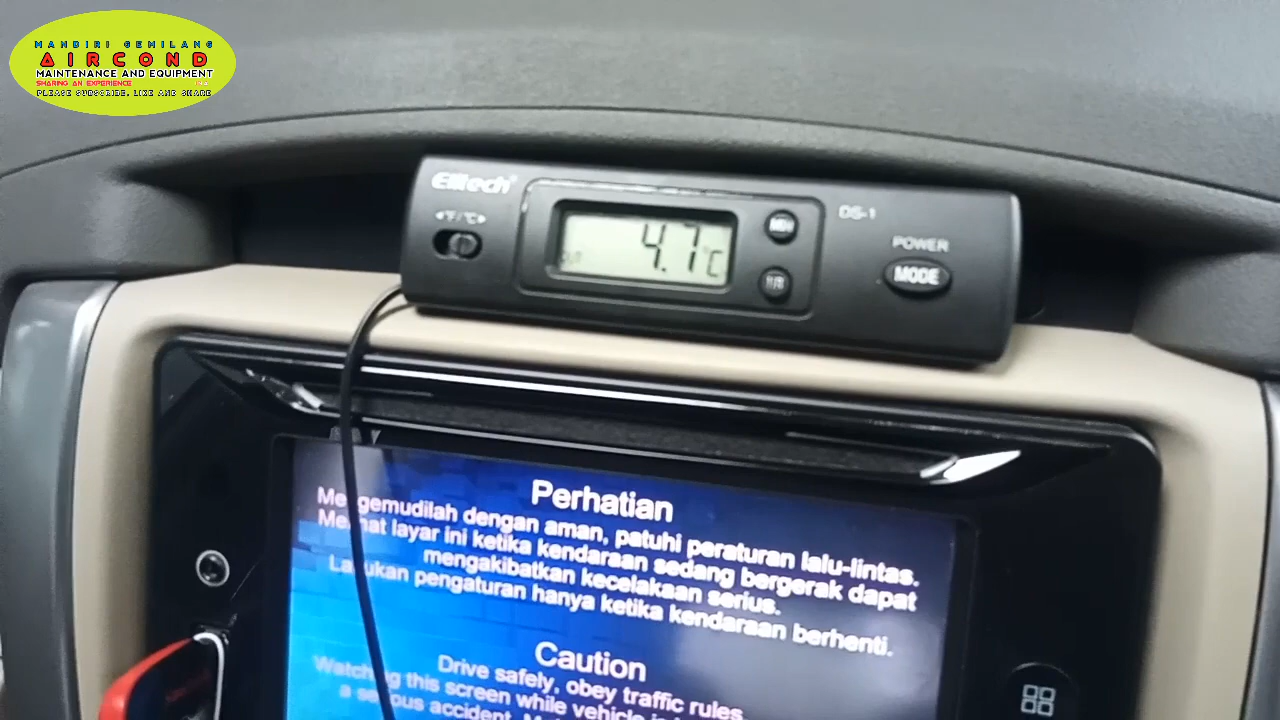 MANDIRI GEMILANG
AIRCOND
MAINTENANCE AND EQUIPMENT
SHARING AN EXPERIENCE
PLEASE SUBSCRIBE, LIKE AND SHARE
Elitech
°F/°C
4.7°C
DS-1
POWER
MODE
Perhatian
Mengemudilah dengan aman, patuhi peraturan lalu-lintas.
Melihat layar ini ketika kendaraan sedang bergerak dapat
mengakibatkan kecelakaan serius.
Lakukan pengaturan hanya ketika kendaraan berhenti.
Caution
Drive safely, obey traffic rules.
Watching this screen while vehicle
a serious accident.